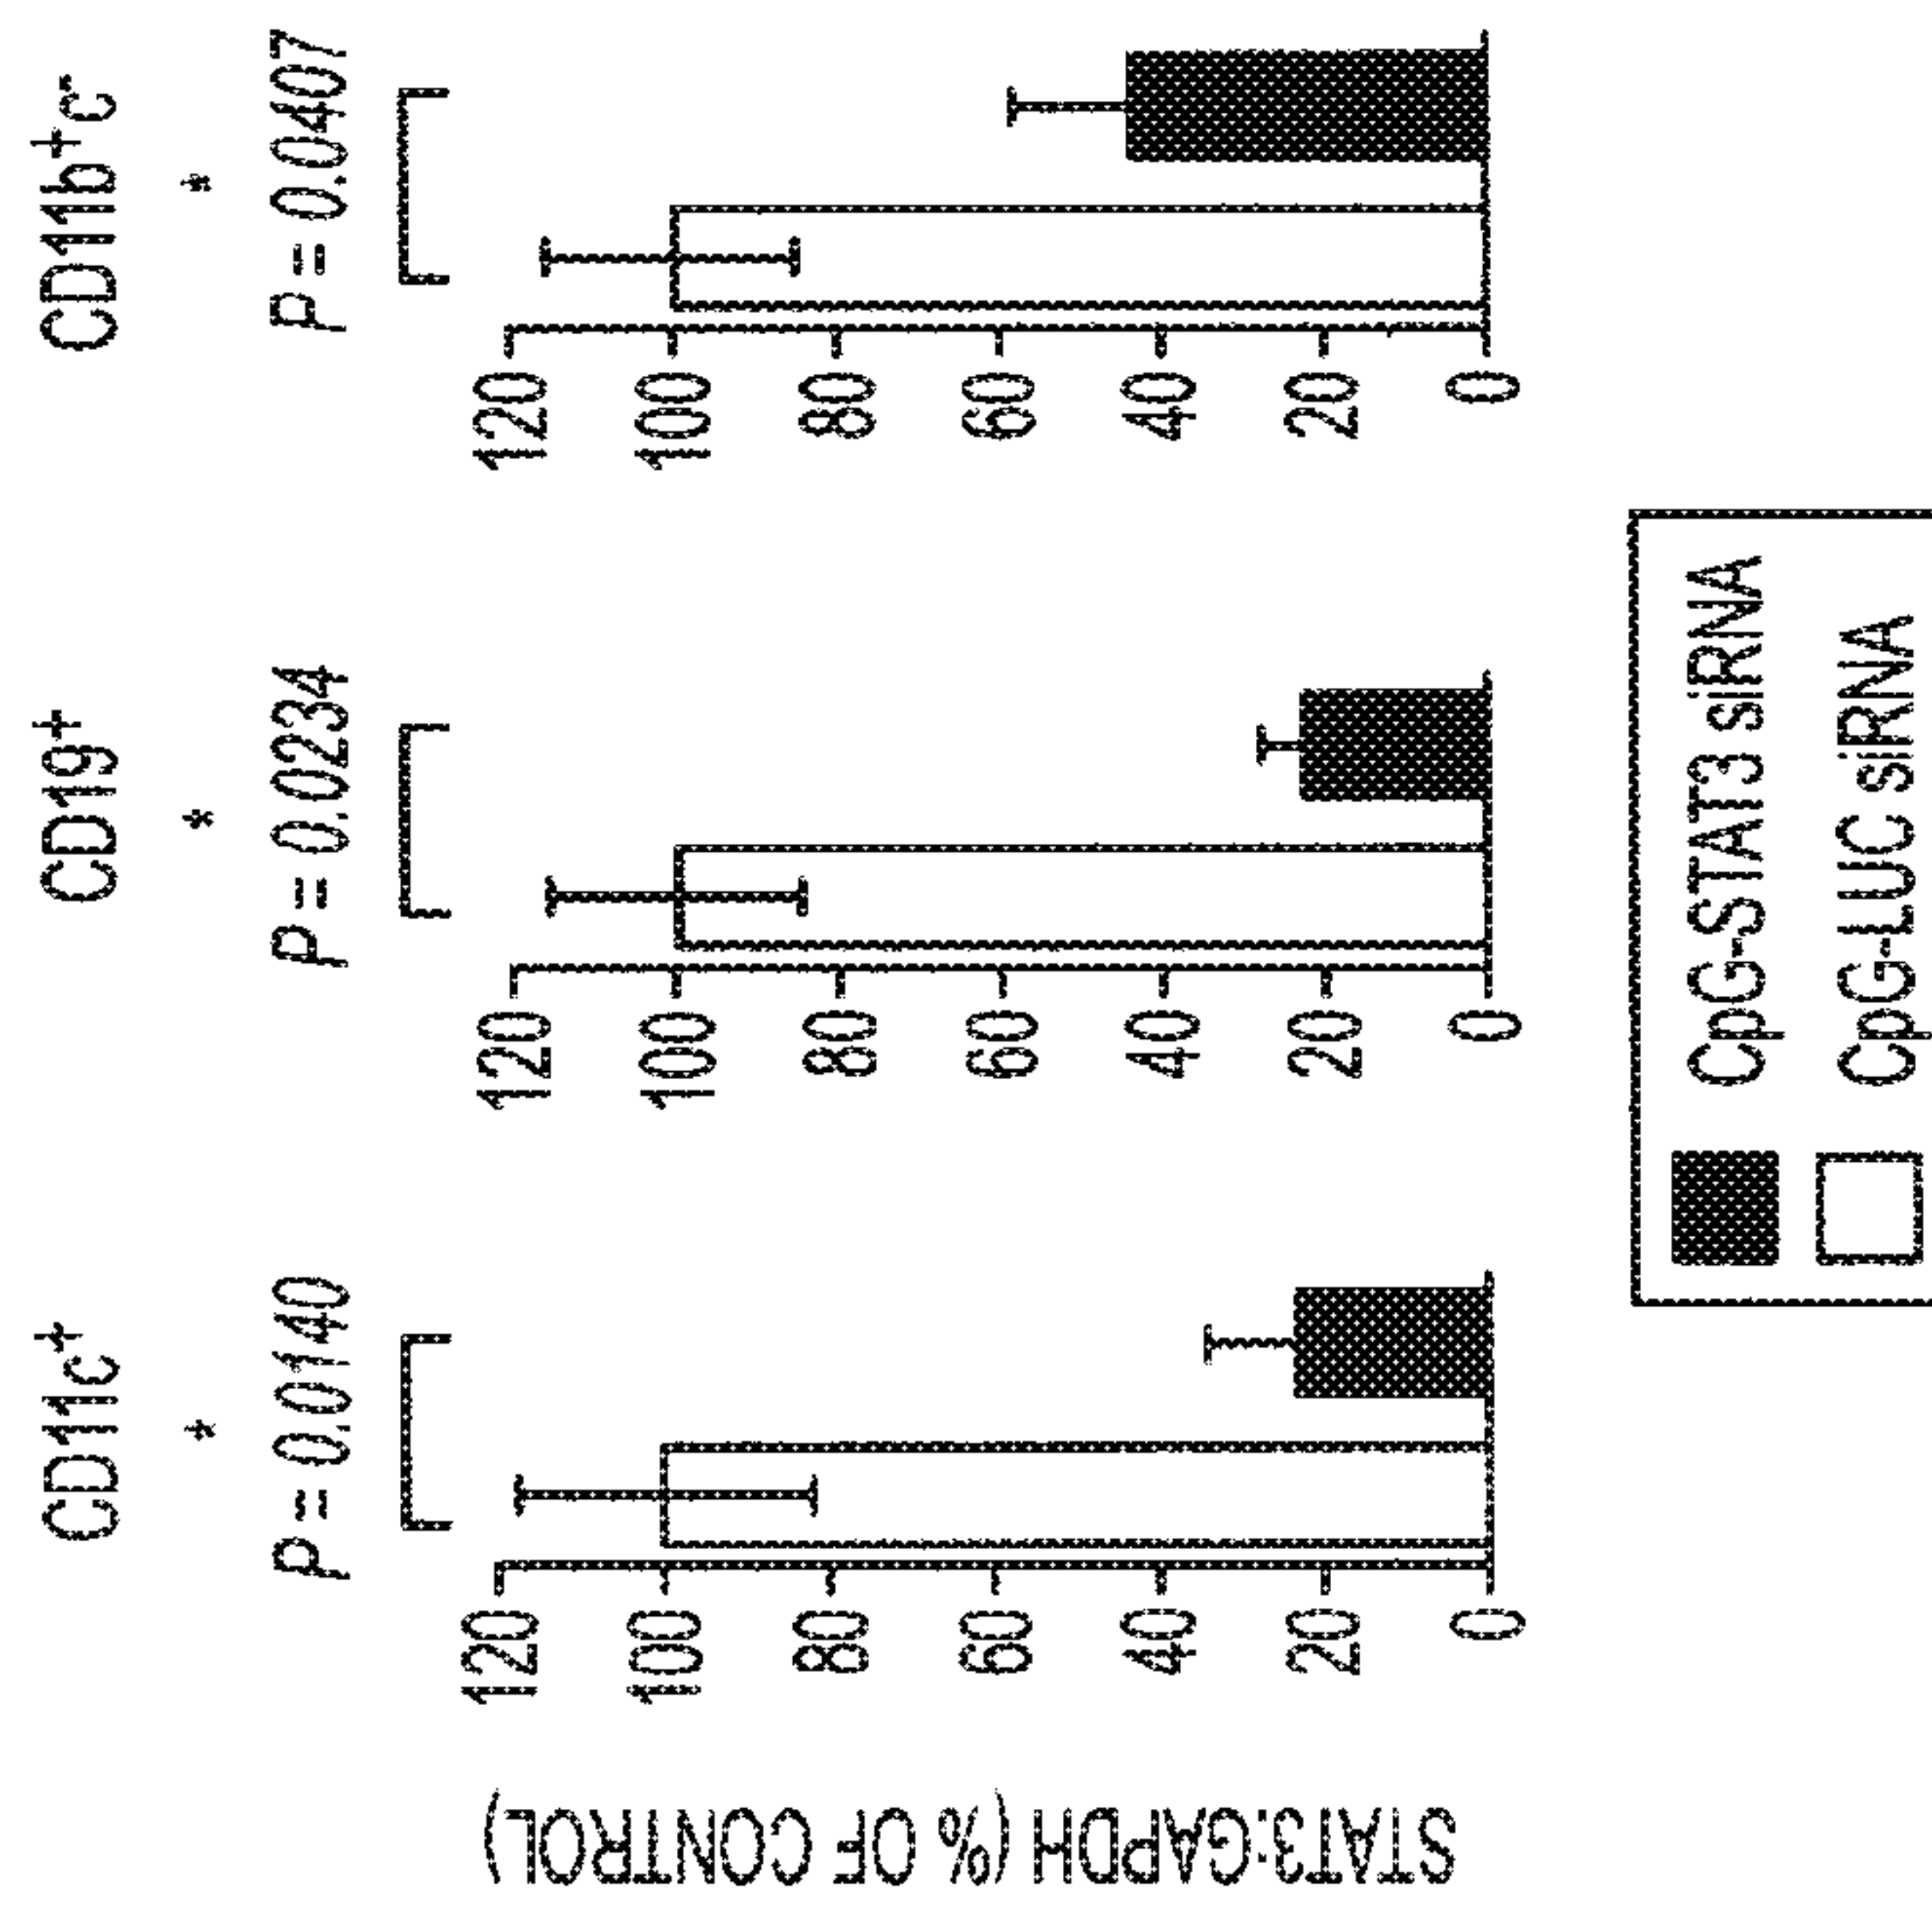 STAT3:GAPDH (% OF CONTROL)
CD11c⁺
*
P = 0.0140
120
100
80
60
40
20
0
CD19⁺
*
P = 0.0234
120
100
80
60
40
20
0
CD11b⁺c⁻
*
P = 0.0407
120
100
80
60
40
20
0
CpG-STAT3 siRNA
CpG-LUC siRNA